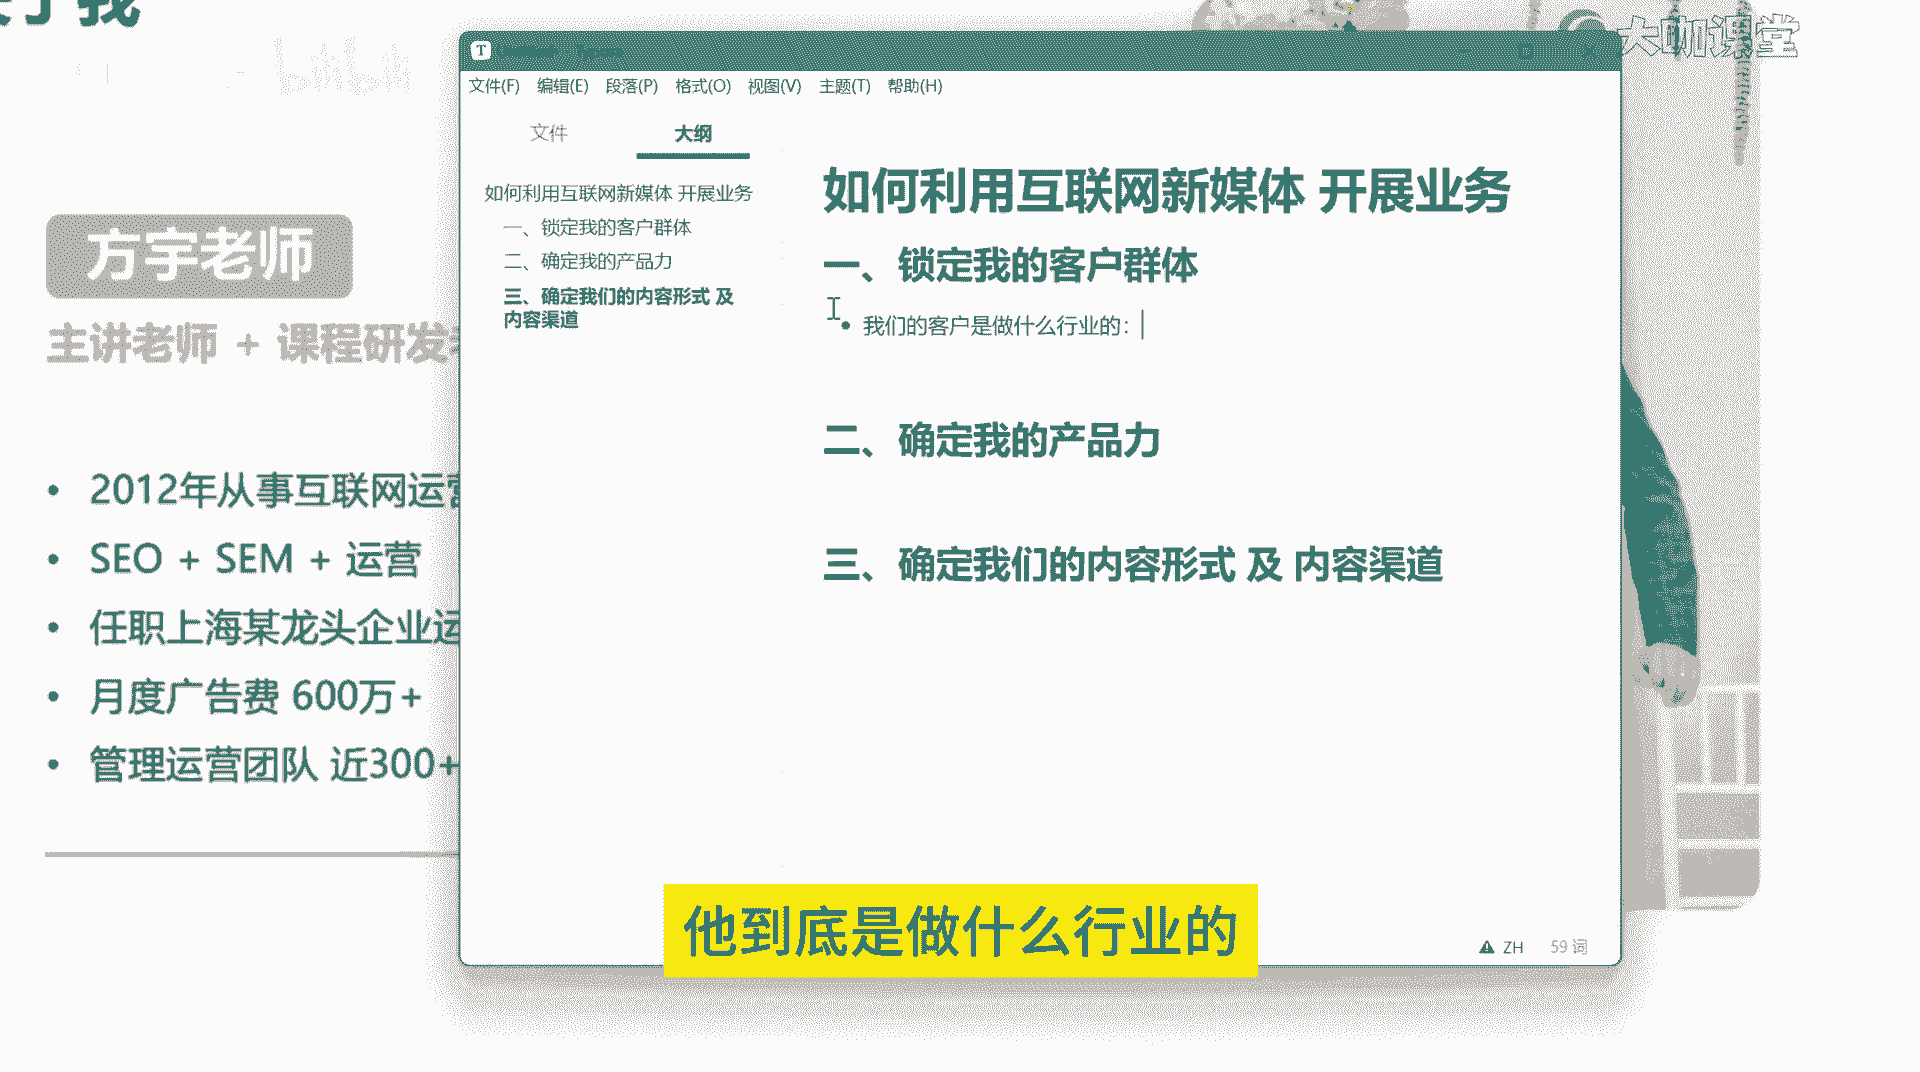 我
bilibili
大咖课堂
方宇老师
主讲老师 + 课程研发
2012年从事互联网运营
SEO + SEM + 运营
任职上海某龙头企业运
月度广告费 600万+
管理运营团队 近300+
T
文件(F) 编辑(E) 段落(P) 格式(O) 视图(V) 主题(T) 帮助(H)
文件 大纲
如何利用互联网新媒体 开展业务
一、锁定我的客户群体
二、确定我的产品力
三、确定我们的内容形式 及
内容渠道
如何利用互联网新媒体 开展业务
一、锁定我的客户群体
我们的客户是做什么行业的：
二、确定我的产品力
三、确定我们的内容形式 及 内容渠道
ZH 59 词
他到底是做什么行业的